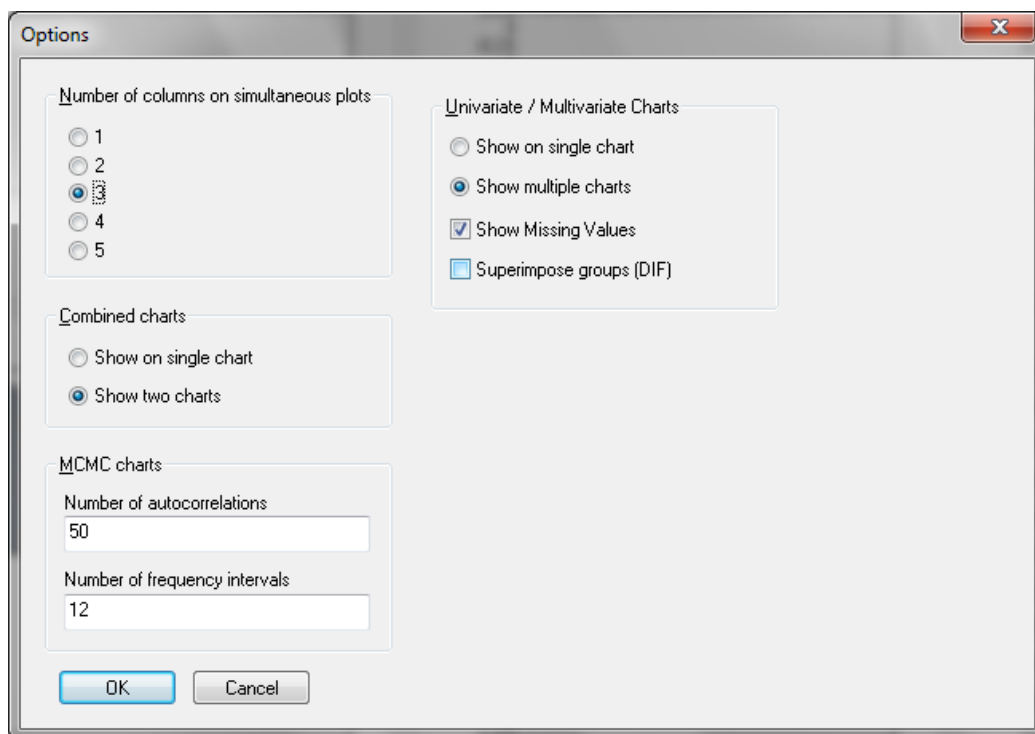 Options
Number of columns on simultaneous plots
1
2
3
4
5
Combined charts
Show on single chart
Show two charts
MCMC charts
Number of autocorrelations
50
Number of frequency intervals
12
Univariate / Multivariate Charts
Show on single chart
Show multiple charts
Show Missing Values
Superimpose groups (DIF)
OK
Cancel